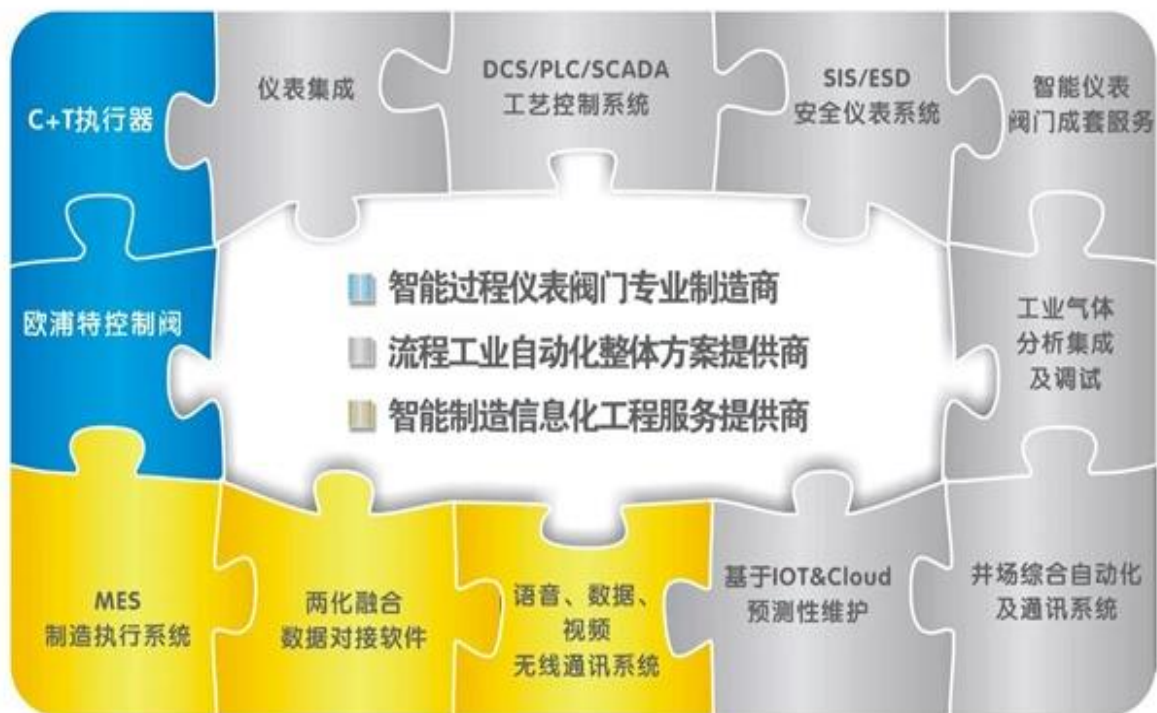 C+T执行器
仪表集成
DCS/PLC/SCADA
工艺控制系统
SIS/ESD
安全仪表系统
智能仪表
阀门成套服务
欧浦特控制阀
智能过程仪表阀门专业制造商
流程工业自动化整体方案提供商
智能制造信息化工程服务提供商
工业气体
分析集成
及调试
MES
制造执行系统
两化融合
数据对接软件
语音、数据、
视频
无线通讯系统
基于IOT&Cloud
预测性维护
井场综合自动化
及通讯系统